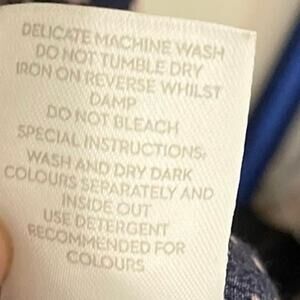 DELICATE MACHINE WASH
DO NOT TUMBLE DRY
IRON ON REVERSE WHILST
DAMP
DO NOT BLEACH
SPECIAL INSTRUCTIONS:
WASH AND DRY DARK
COLOURS SEPARATELY AND
INSIDE OUT
USE DETERGENT
RECOMMENDED FOR
COLOURS